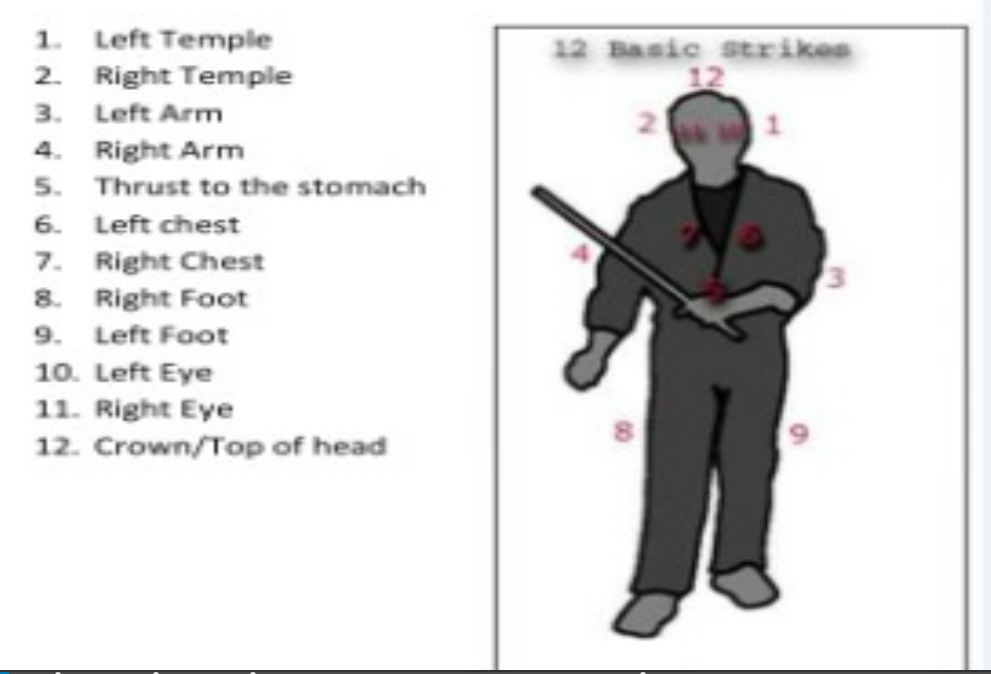 1. Left Temple
2. Right Temple
3. Left Arm
4. Right Arm
5. Thrust to the stomach
6. Left chest
7. Right Chest
8. Right Foot
9. Left Foot
10. Left Eye
11. Right Eye
12. Crown/Top of head
12 Basic Strikes
12
2
1
7
6
4
3
5
8
9